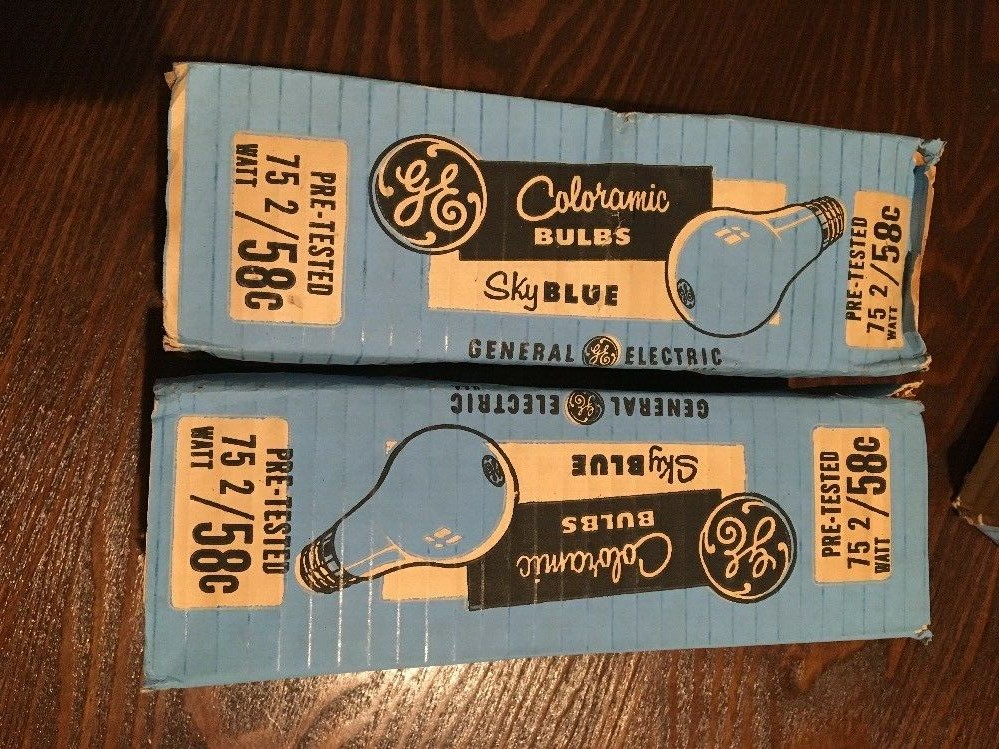 PRE-TESTED
75 2/58c
WATT
GE
Coloramic
BULBS
Sky BLUE
GENERAL GE ELECTRIC
PRE-TESTED
75 2/58c
WATT
GENERAL GE ELECTRIC
Sky BLUE
GE
Coloramic
BULBS
PRE-TESTED
75 2/58c
WATT
PRE-TESTED
75 2/58c
WATT